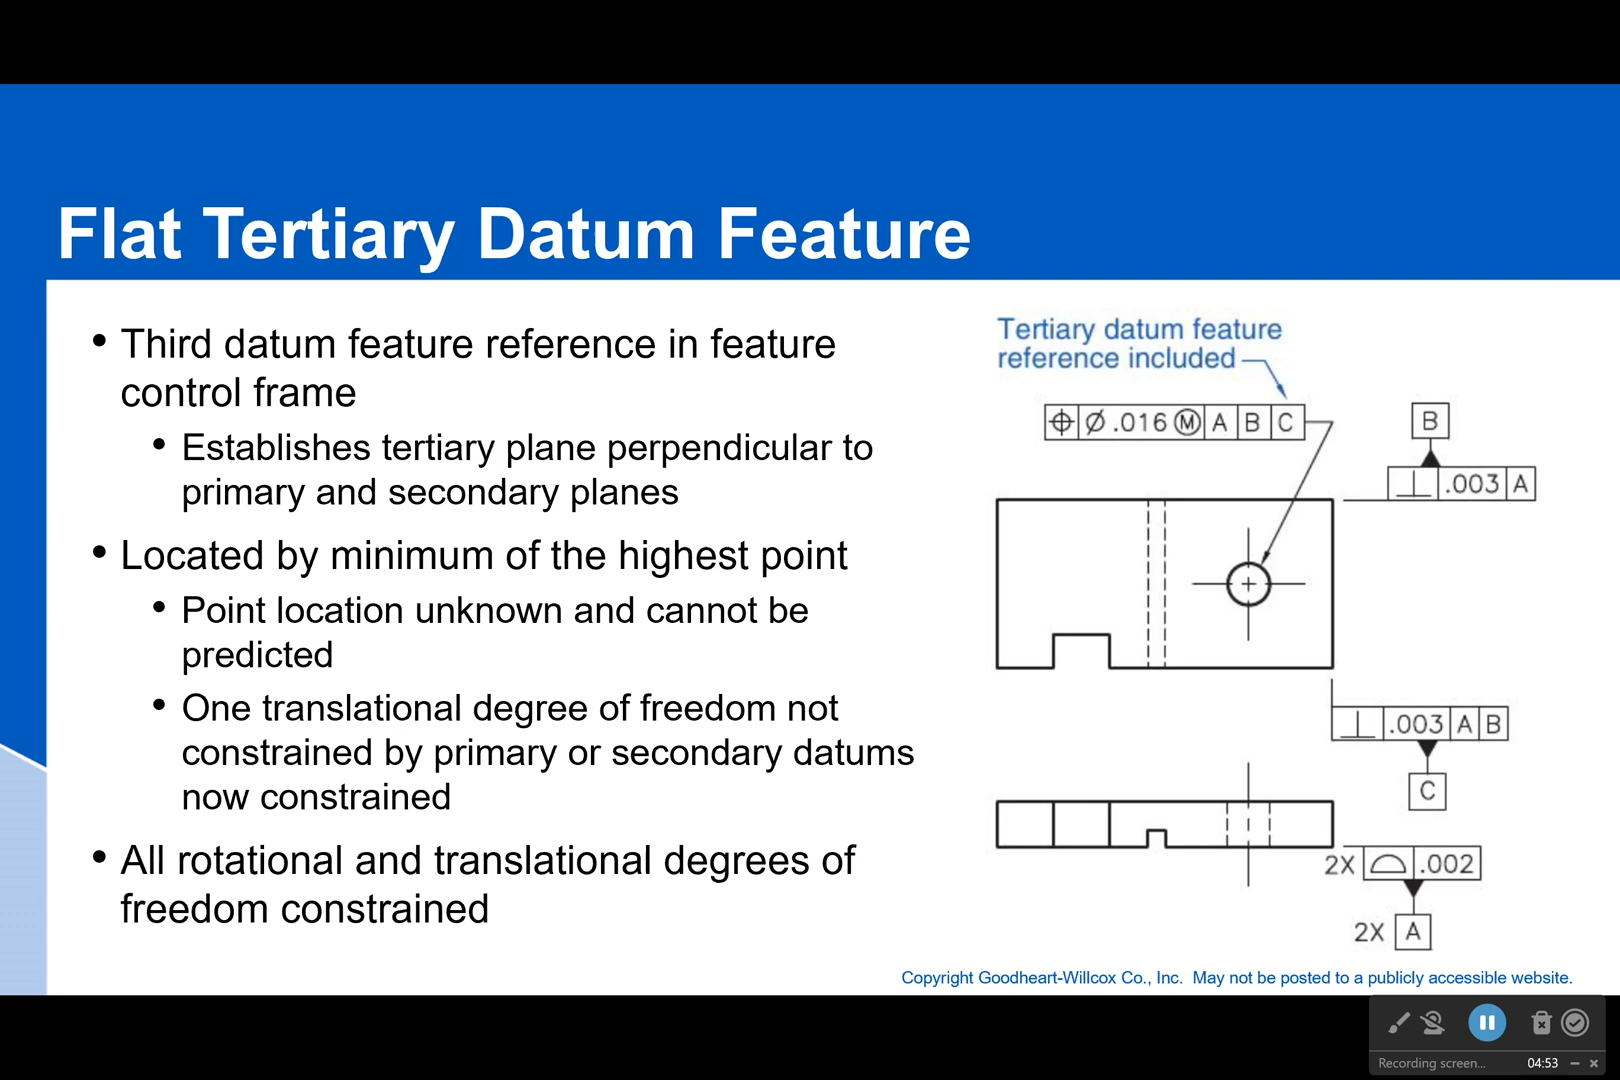 Flat Tertiary Datum Feature
• Third datum feature reference in feature
control frame
• Establishes tertiary plane perpendicular to
primary and secondary planes
• Located by minimum of the highest point
• Point location unknown and cannot be
predicted
• One translational degree of freedom not
constrained by primary or secondary datums
now constrained
• All rotational and translational degrees of
freedom constrained
Tertiary datum feature
reference included
⌖ Ø .016 Ⓜ A B C
B
⊥ .003 A
⊥ .003 A B
C
2X ⌓ .002
2X A
Copyright Goodheart-Willcox Co., Inc. May not be posted to a publicly accessible website.
Recording screen... 04:53